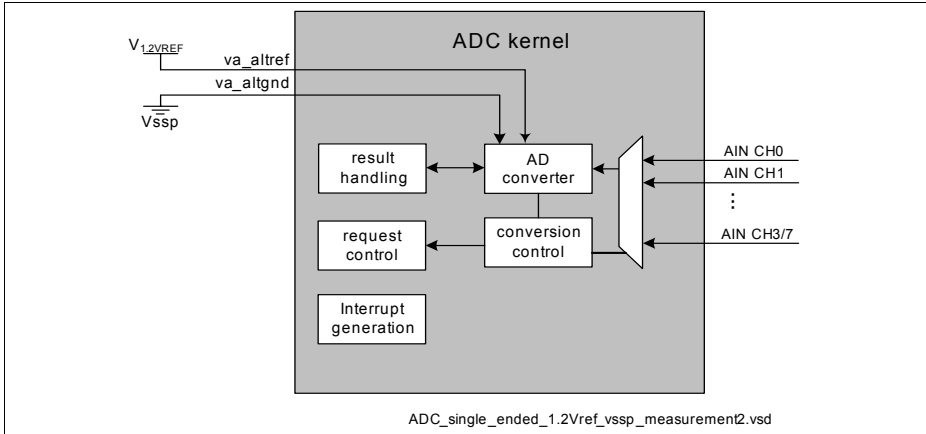 ADC kernel
V1.2VREF
va_altref
va_altgnd
Vssp
result
handling
AD
converter
AIN CH0
AIN CH1
⋮
AIN CH3/7
request
control
conversion
control
Interrupt
generation
ADC_single_ended_1.2Vref_vssp_measurement2.vsd